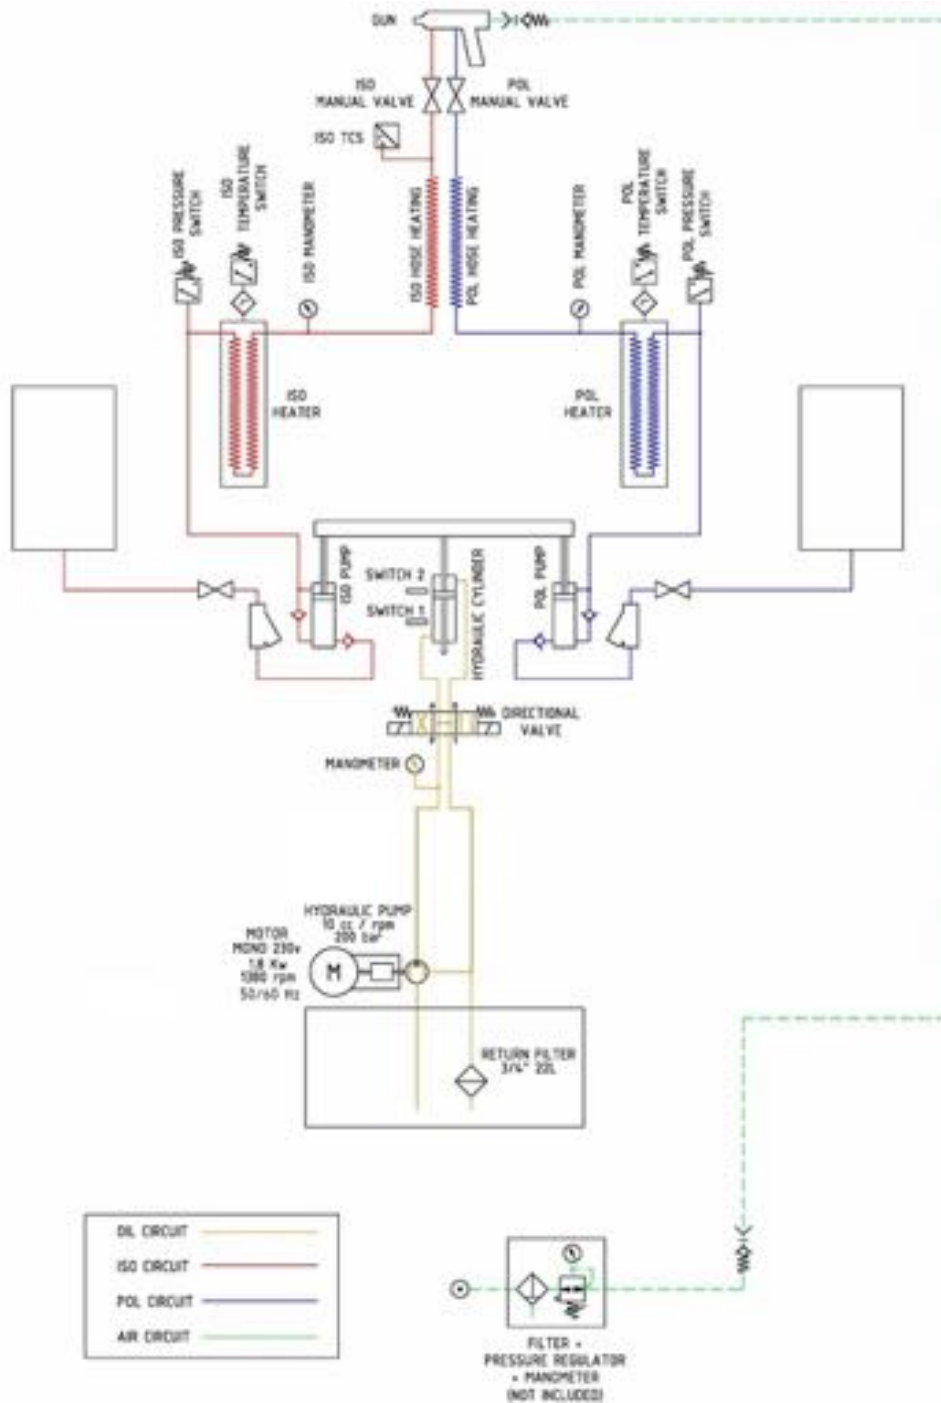 GUN
ISO
MANUAL VALVE
POL
MANUAL VALVE
ISO TCS
ISO PRESSURE
SWITCH
ISO
TEMPERATURE
SWITCH
ISO MANOMETER
ISO HOSE HEATING
POL HOSE HEATING
POL MANOMETER
POL
TEMPERATURE
SWITCH
POL PRESSURE
SWITCH
ISO
HEATER
POL
HEATER
ISO PUMP
SWITCH 2
SWITCH 1
HYDRAULIC CYLINDER
POL PUMP
DIRECTIONAL
VALVE
MANOMETER
HYDRAULIC PUMP
10 cc / rpm
200 bar
MOTOR
MONO 230v
1,8 Kw
1380 rpm
50/60 Hz
M
RETURN FILTER
3/4" 22L
OIL CIRCUIT
ISO CIRCUIT
POL CIRCUIT
AIR CIRCUIT
FILTER +
PRESSURE REGULATOR
+ MANOMETER
(NOT INCLUDED)